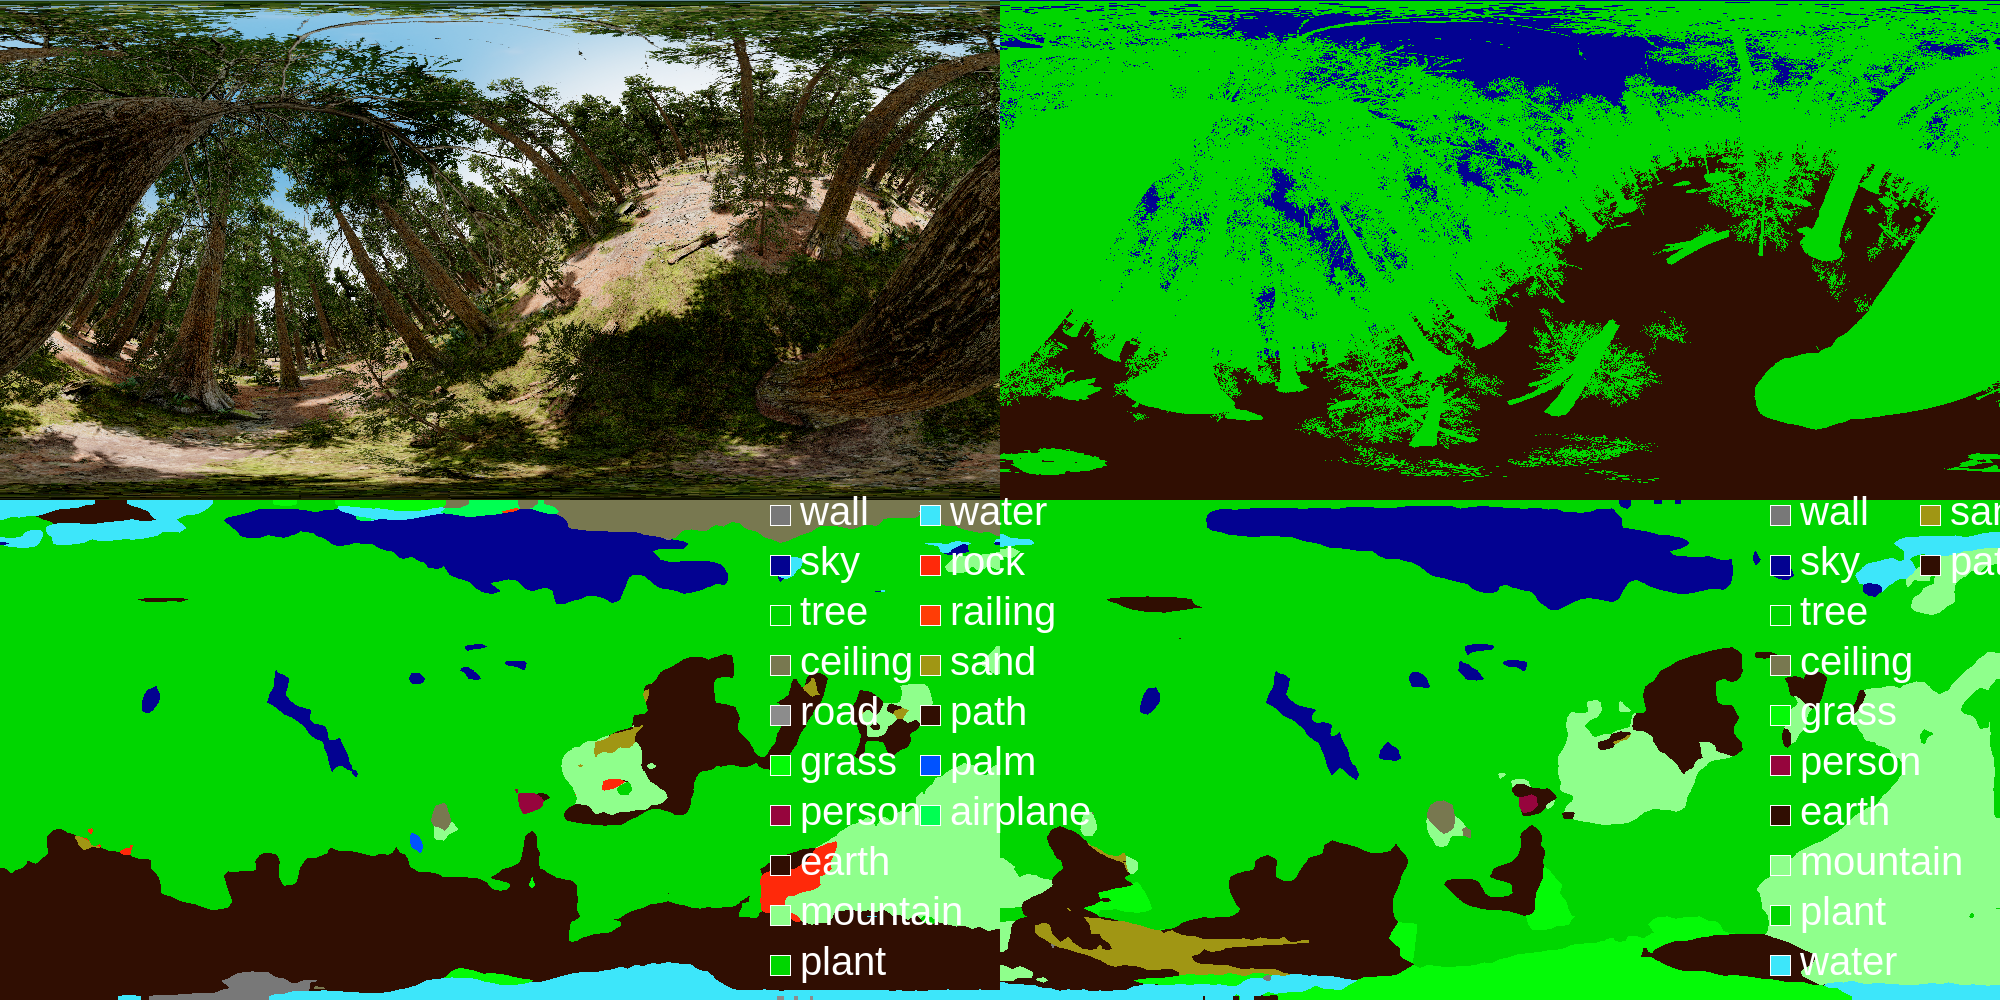 wall water
sky rock
tree railing
ceiling sand
road path
grass palm
person airplane
earth
mountain
plant
wall
sky
tree
ceiling
grass
person
earth
mountain
plant
water